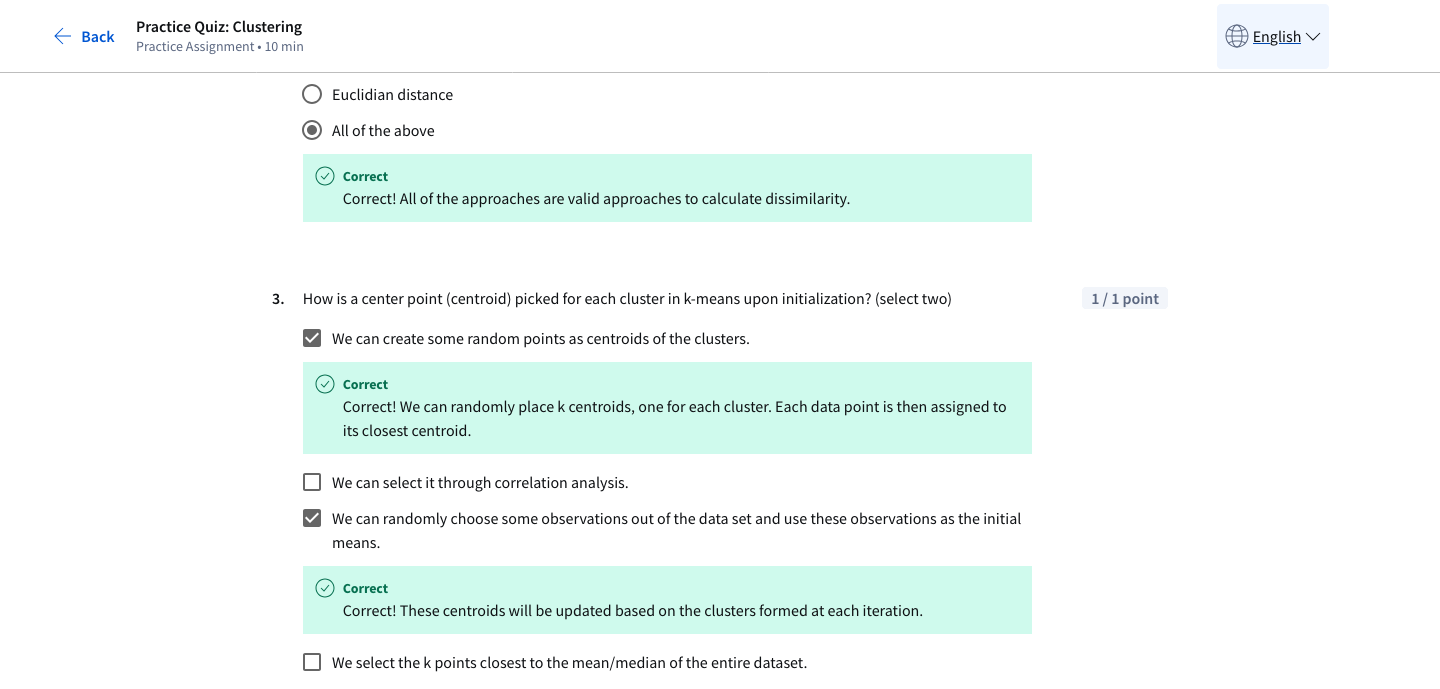 Back
Practice Quiz: Clustering
Practice Assignment • 10 min
English
Euclidian distance
All of the above
Correct
Correct! All of the approaches are valid approaches to calculate dissimilarity.
3. How is a center point (centroid) picked for each cluster in k-means upon initialization? (select two)
1 / 1 point
We can create some random points as centroids of the clusters.
Correct
Correct! We can randomly place k centroids, one for each cluster. Each data point is then assigned to
its closest centroid.
We can select it through correlation analysis.
We can randomly choose some observations out of the data set and use these observations as the initial
means.
Correct
Correct! These centroids will be updated based on the clusters formed at each iteration.
We select the k points closest to the mean/median of the entire dataset.